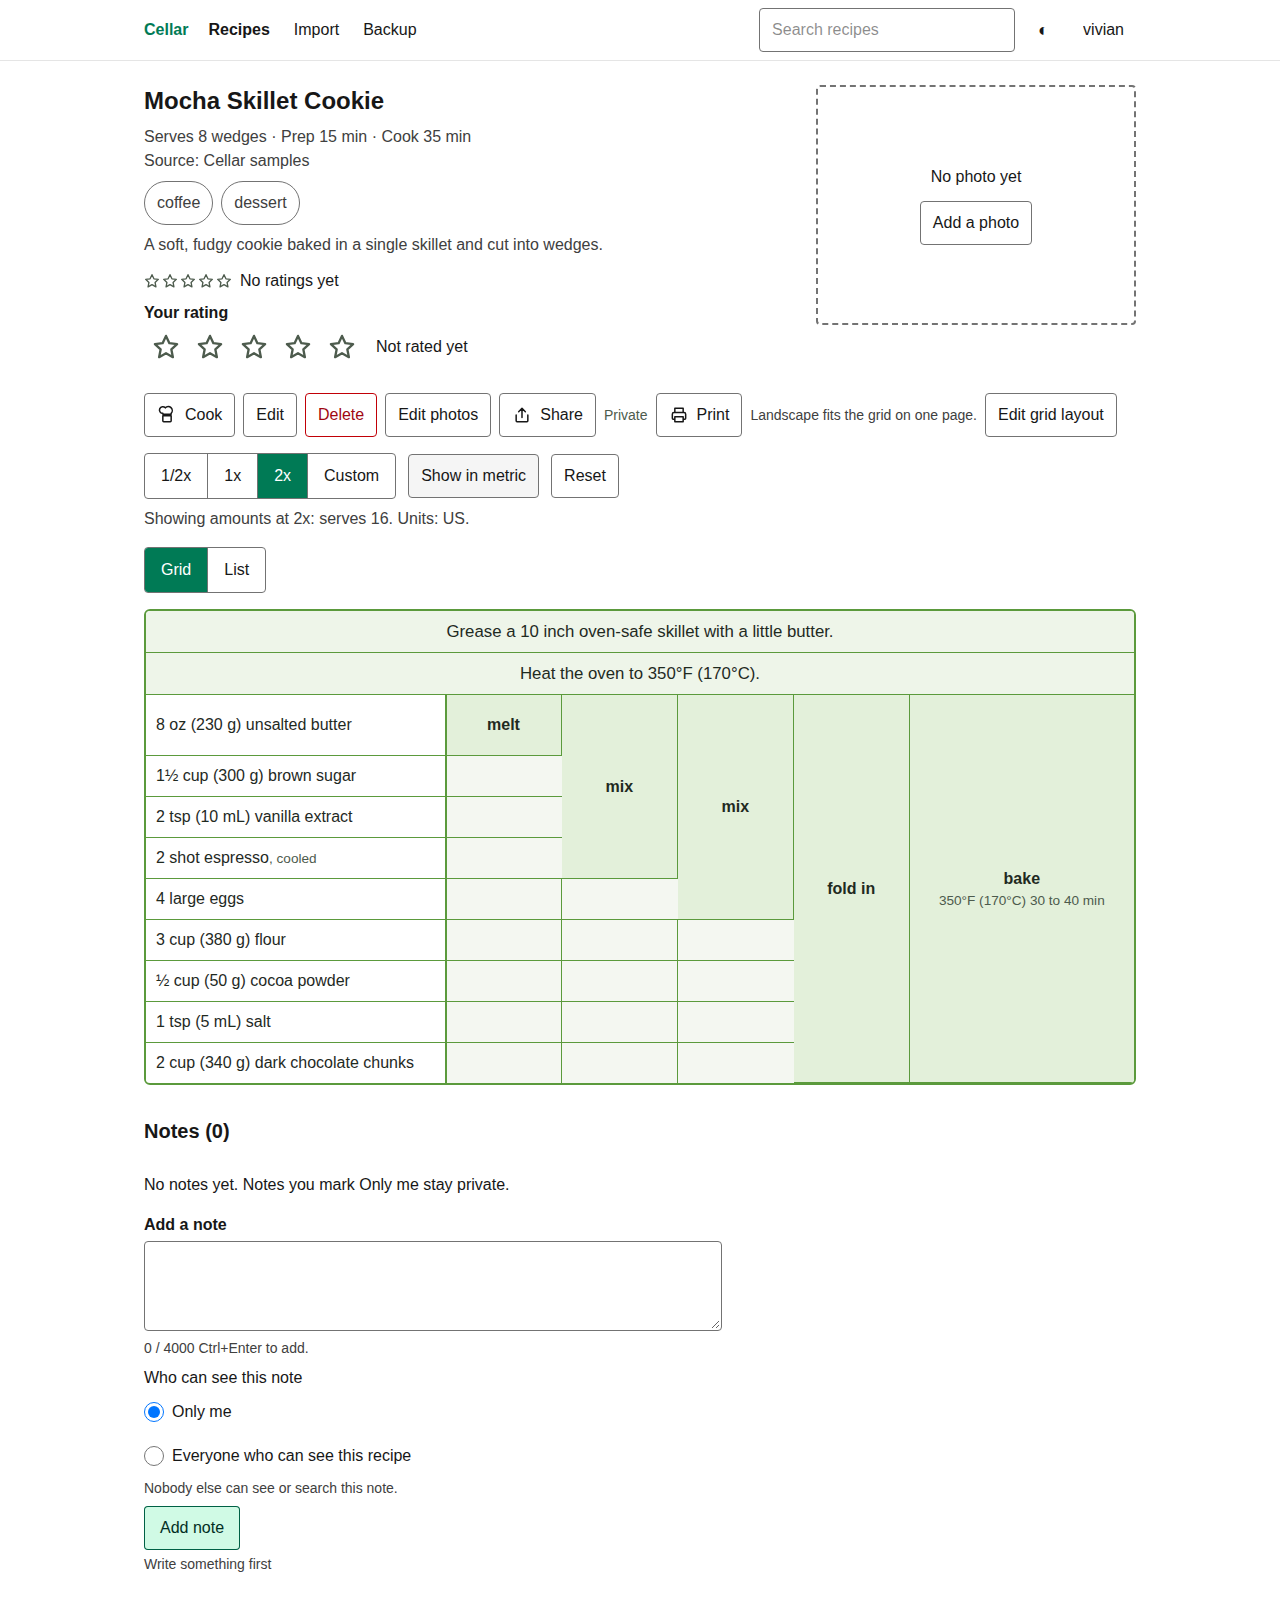 Cellar Recipes Import Backup Search recipes vivian
Mocha Skillet Cookie
Serves 8 wedges · Prep 15 min · Cook 35 min
Source: Cellar samples
coffee dessert
A soft, fudgy cookie baked in a single skillet and cut into wedges.
No ratings yet
Your rating
Not rated yet
No photo yet
Add a photo
Cook Edit Delete Edit photos Share Private Print Landscape fits the grid on one page. Edit grid layout
1/2x 1x 2x Custom Show in metric Reset
Showing amounts at 2x: serves 16. Units: US.
Grid List
Grease a 10 inch oven-safe skillet with a little butter.
Heat the oven to 350°F (170°C).
8 oz (230 g) unsalted butter
melt
1½ cup (300 g) brown sugar
mix
2 tsp (10 mL) vanilla extract
mix
2 shot espresso, cooled
4 large eggs
fold in
bake
350°F (170°C) 30 to 40 min
3 cup (380 g) flour
½ cup (50 g) cocoa powder
1 tsp (5 mL) salt
2 cup (340 g) dark chocolate chunks
Notes (0)
No notes yet. Notes you mark Only me stay private.
Add a note
0 / 4000 Ctrl+Enter to add.
Who can see this note
Only me
Everyone who can see this recipe
Nobody else can see or search this note.
Add note
Write something first